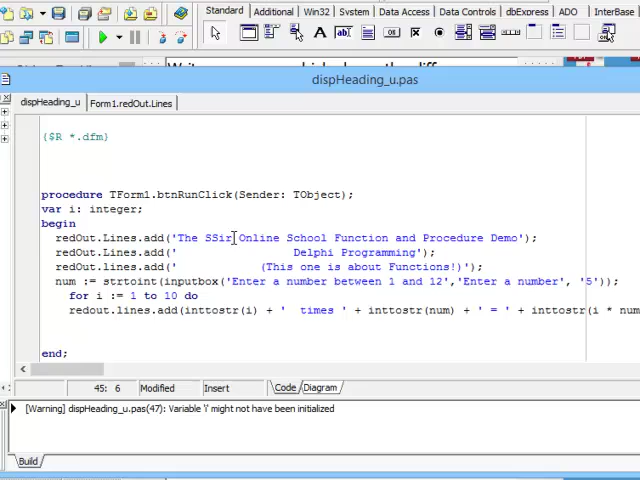 Standard Additional Win32 System Data Access Data Controls dbExpress ADO InterBase
dispHeading_u.pas
dispHeading_u Form1.redOut.Lines
{$R *.dfm}
procedure TForm1.btnRunClick(Sender: TObject);
var i: integer;
begin
redOut.Lines.add('The SSir Online School Function and Procedure Demo');
redOut.Lines.add(' Delphi Programming');
redOut.lines.add(' (This one is about Functions!)');
num := strtoint(inputbox('Enter a number between 1 and 12','Enter a number', '5'));
for i := 1 to 10 do
redout.lines.add(inttostr(i) + ' times ' + inttostr(num) + ' = ' + inttostr(i * num
end;
45: 6 Modified Insert Code Diagram
[Warning] dispHeading_u.pas(47): Variable 'i' might not have been initialized
Build